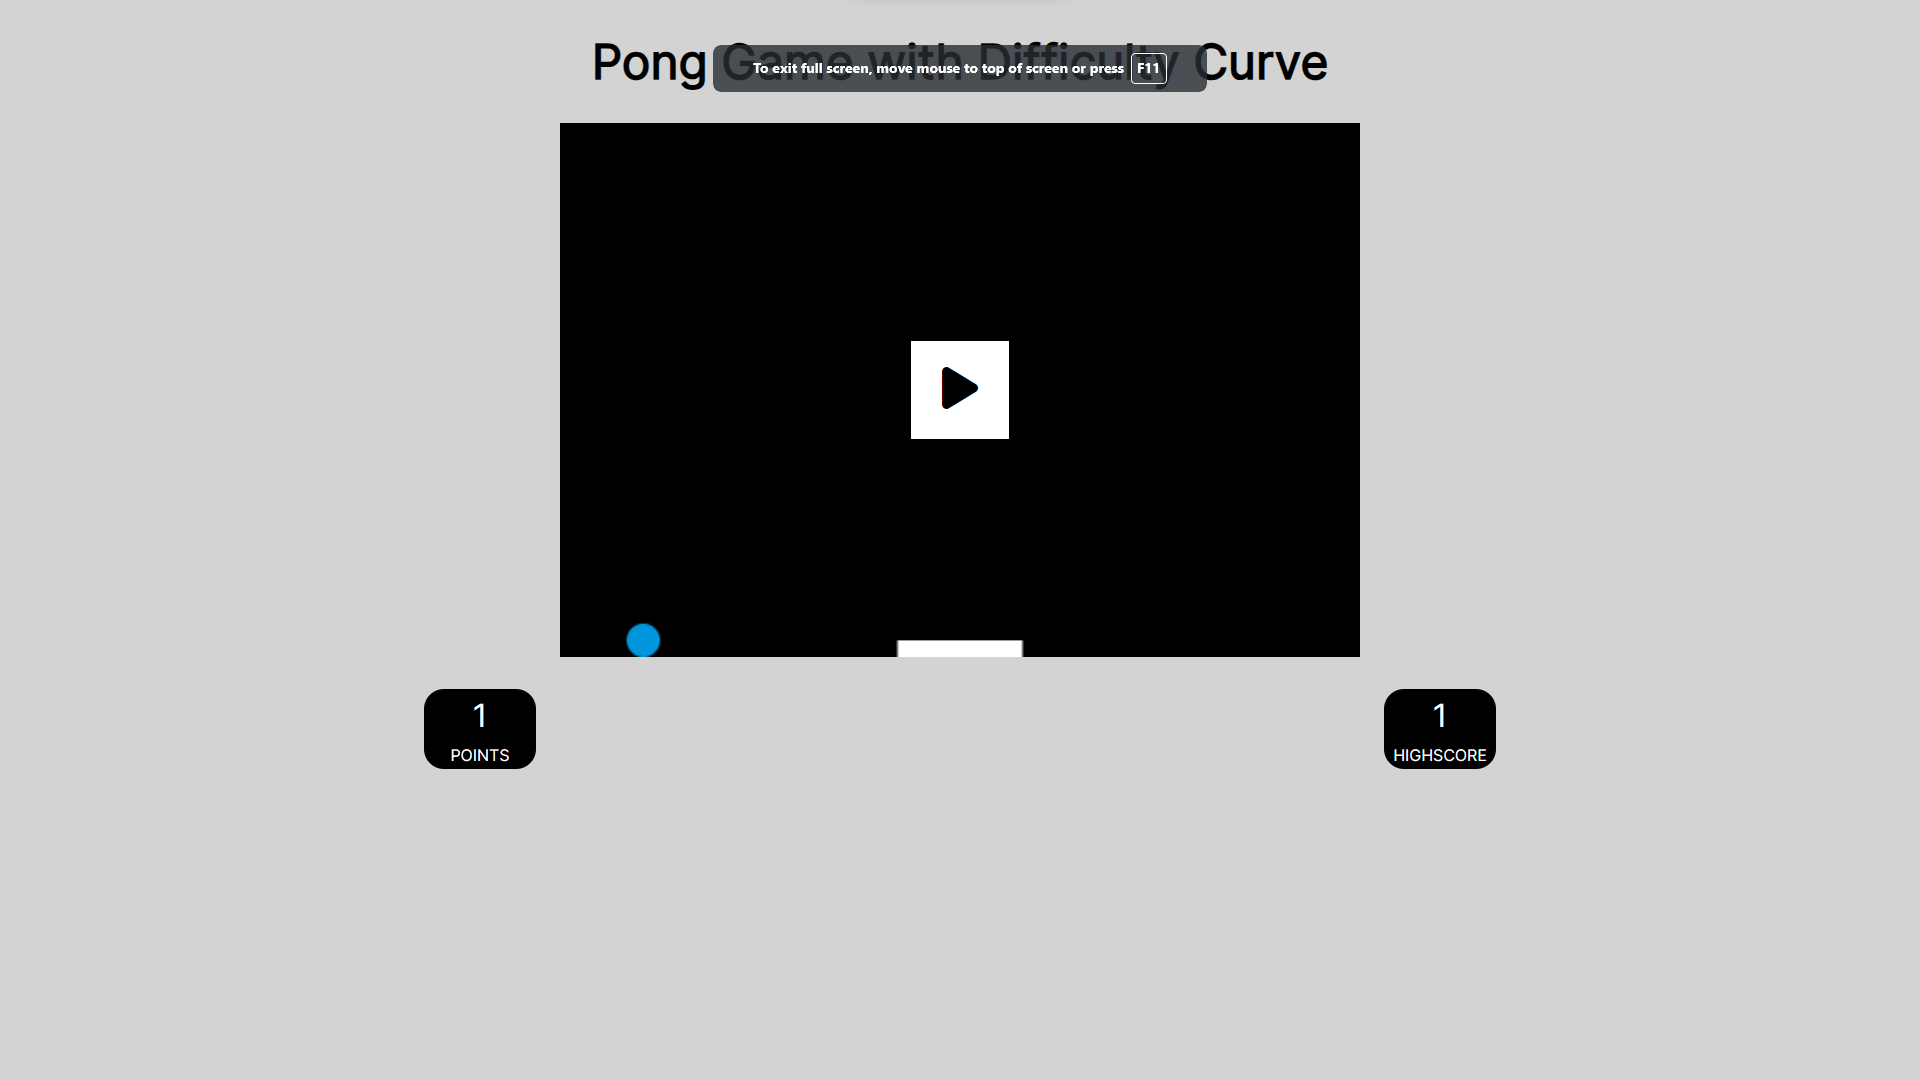 Pong Game with Difficulty Curve
To exit full screen, move mouse to top of screen or press F11
1
POINTS
1
HIGHSCORE